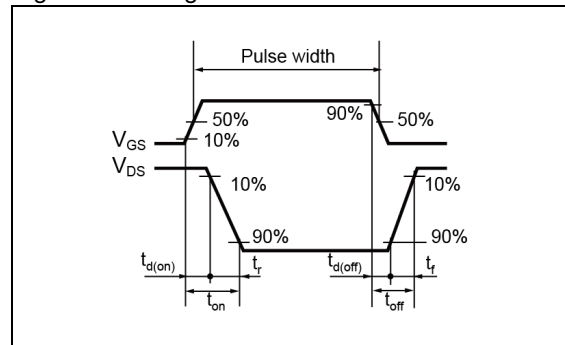 Pulse width
50%
90%
50%
10%
VGS
VDS
10%
10%
90%
90%
td(on)
tr
td(off)
tf
ton
toff